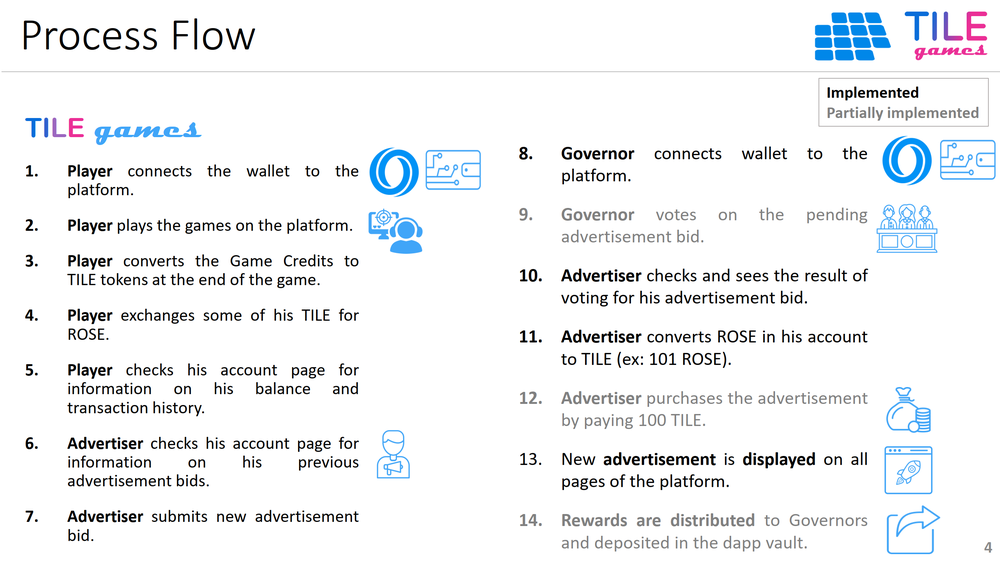 Process Flow
TILE
games
Implemented
Partially implemented
TILE games
1. Player connects the wallet to the
platform.
2. Player plays the games on the platform.
3. Player converts the Game Credits to
TILE tokens at the end of the game.
4. Player exchanges some of his TILE for
ROSE.
5. Player checks his account page for
information on his balance and
transaction history.
6. Advertiser checks his account page for
information on his previous
advertisement bids.
7. Advertiser submits new advertisement
bid.
8. Governor connects wallet to the
platform.
9. Governor votes on the pending
advertisement bid.
10. Advertiser checks and sees the result of
voting for his advertisement bid.
11. Advertiser converts ROSE in his account
to TILE (ex: 101 ROSE).
12. Advertiser purchases the advertisement
by paying 100 TILE.
13. New advertisement is displayed on all
pages of the platform.
14. Rewards are distributed to Governors
and deposited in the dapp vault.
4